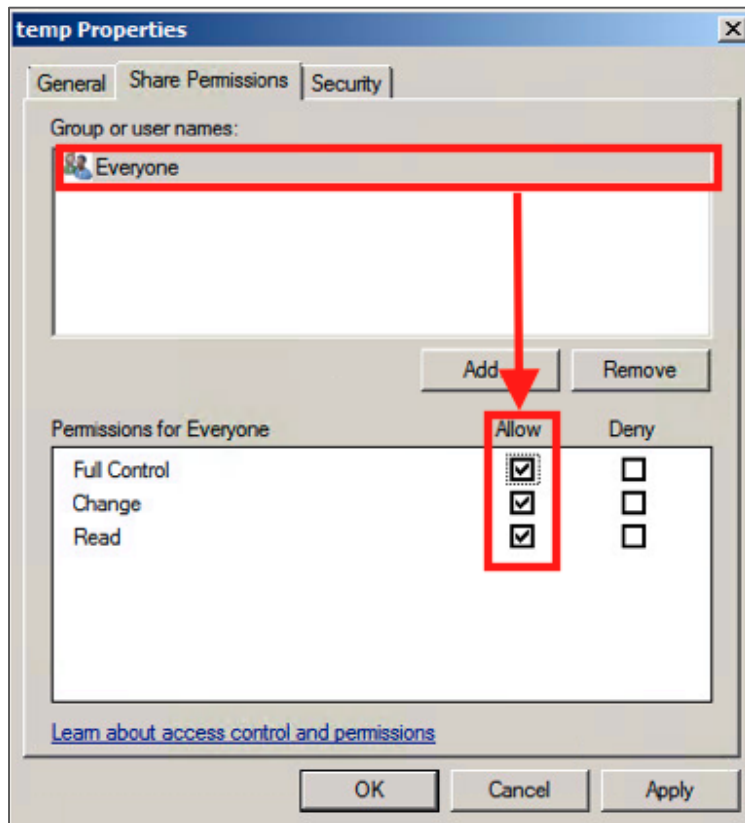 temp Properties
General Share Permissions Security
Group or user names:
Everyone
Add... Remove
Permissions for Everyone Allow Deny
Full Control
Change
Read
Learn about access control and permissions
OK Cancel Apply